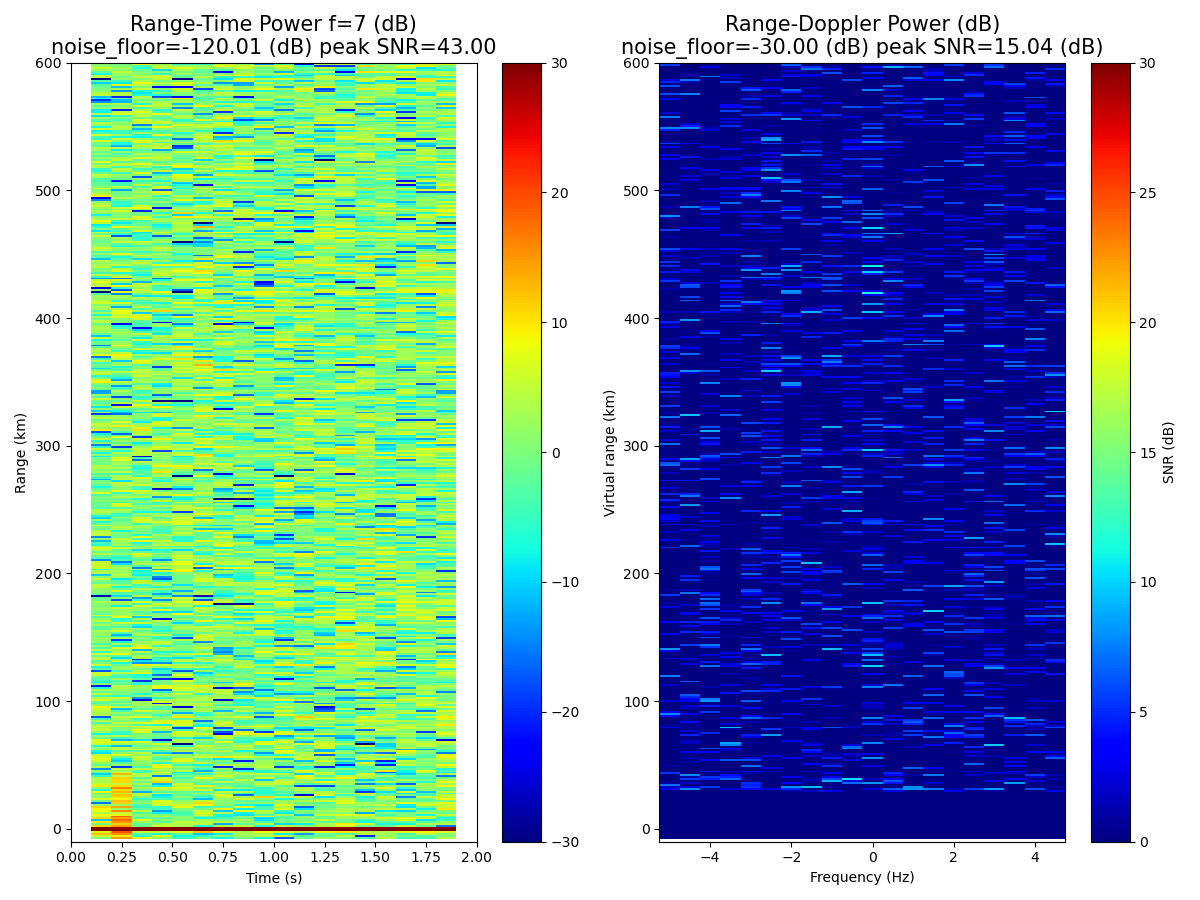 Range-Time Power f=7 (dB)
noise_floor=-120.01 (dB) peak SNR=43.00
Range (km)
600
500
400
300
200
100
0
0.00 0.25 0.50 0.75 1.00 1.25 1.50 1.75 2.00
Time (s)
30
20
10
0
−10
−20
−30
Range-Doppler Power (dB)
noise_floor=-30.00 (dB) peak SNR=15.04 (dB)
Virtual range (km)
600
500
400
300
200
100
0
−4 −2 0 2 4
Frequency (Hz)
30
25
20
15
10
5
0
SNR (dB)